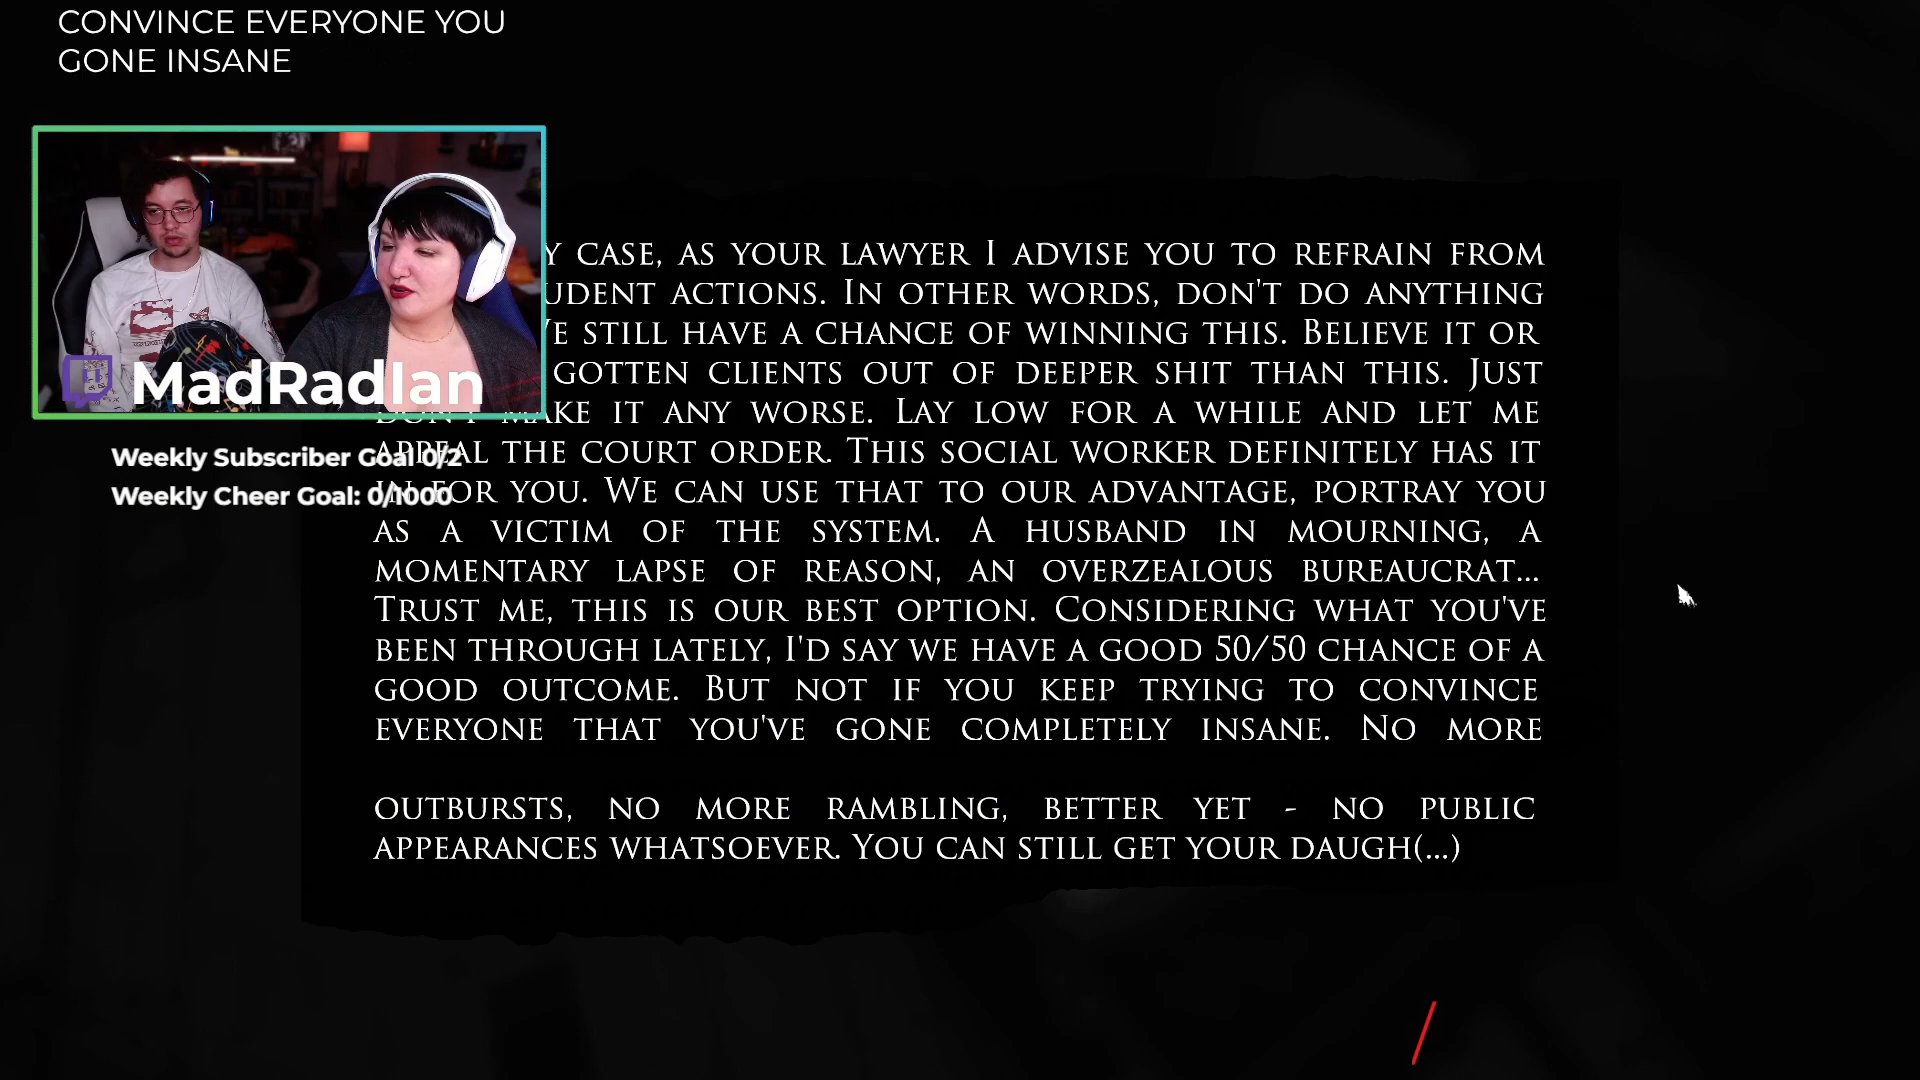 CONVINCE EVERYONE YOU
GONE INSANE
MadRadIan
Weekly Subscriber Goal 0/2
Weekly Cheer Goal: 0/1000
CASE, AS YOUR LAWYER I ADVISE YOU TO REFRAIN FROM
ACTIONS. IN OTHER WORDS, DON'T DO ANYTHING
STILL HAVE A CHANCE OF WINNING THIS. BELIEVE IT OR
GOTTEN CLIENTS OUT OF DEEPER SHIT THAN THIS. JUST
DON'T MAKE IT ANY WORSE. LAY LOW FOR A WHILE AND LET ME
APPEAL THE COURT ORDER. THIS SOCIAL WORKER DEFINITELY HAS IT
IN FOR YOU. WE CAN USE THAT TO OUR ADVANTAGE, PORTRAY YOU
AS A VICTIM OF THE SYSTEM. A HUSBAND IN MOURNING, A
MOMENTARY LAPSE OF REASON, AN OVERZEALOUS BUREAUCRAT...
TRUST ME, THIS IS OUR BEST OPTION. CONSIDERING WHAT YOU'VE
BEEN THROUGH LATELY, I'D SAY WE HAVE A GOOD 50/50 CHANCE OF A
GOOD OUTCOME. BUT NOT IF YOU KEEP TRYING TO CONVINCE
EVERYONE THAT YOU'VE GONE COMPLETELY INSANE. NO MORE
OUTBURSTS, NO MORE RAMBLING, BETTER YET - NO PUBLIC
APPEARANCES WHATSOEVER. YOU CAN STILL GET YOUR DAUGH(...)